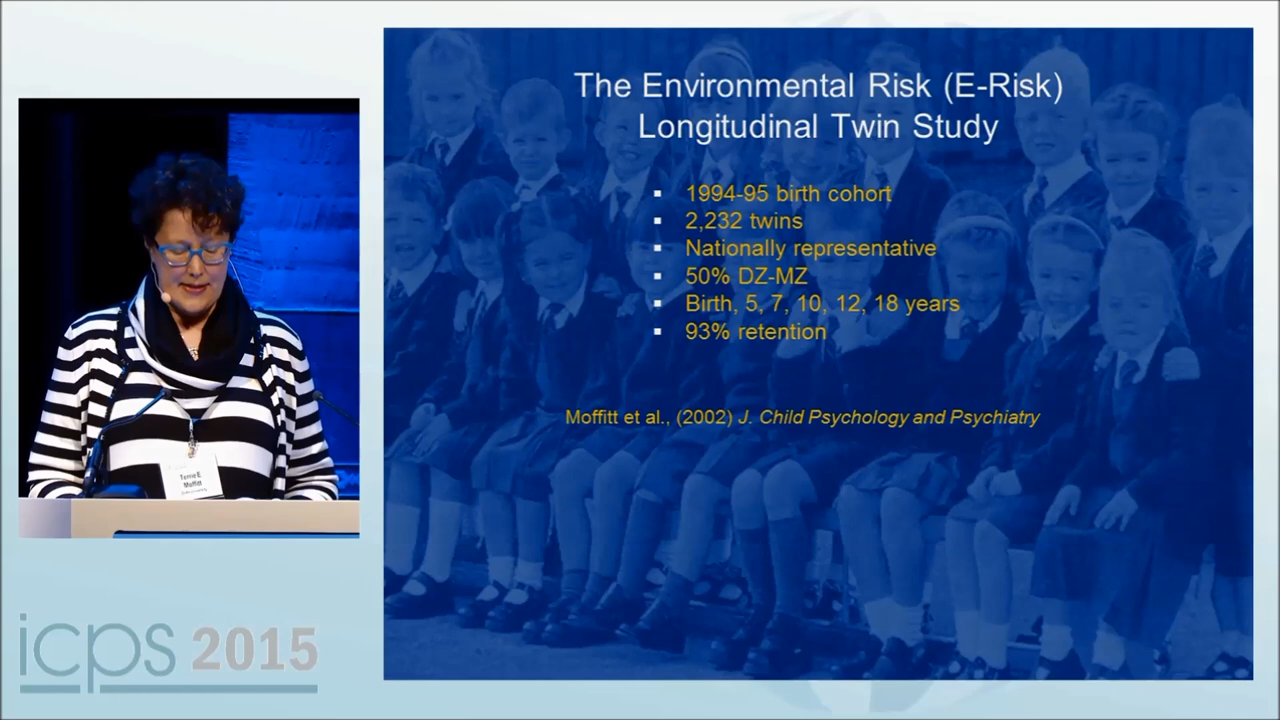 The Environmental Risk (E-Risk)
Longitudinal Twin Study
▪ 1994-95 birth cohort
▪ 2,232 twins
▪ Nationally representative
▪ 50% DZ-MZ
▪ Birth, 5, 7, 10, 12, 18 years
▪ 93% retention
Moffitt et al., (2002) J. Child Psychology and Psychiatry
Terrie E.
Moffitt
icps 2015